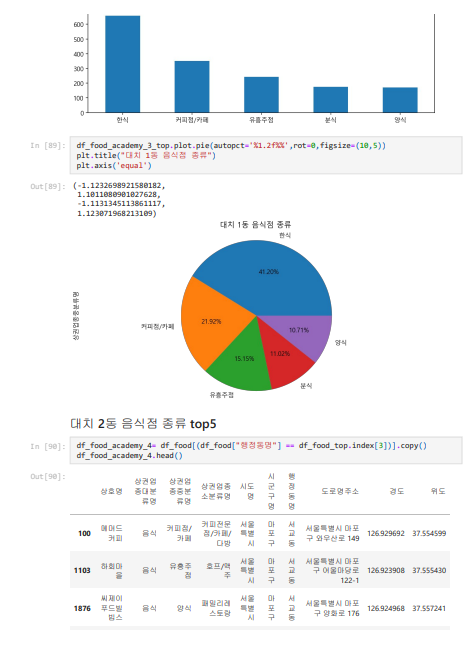 600
500
400
300
200
100
0
한식 커피점/카페 유흥주점 분식 양식
In [89]: df_food_academy_3_top.plot.pie(autopct='%1.2f%%',rot=0,figsize=(10,5))
plt.title("대치 1동 음식점 종류")
plt.axis('equal')
Out[89]: (-1.1232698921580182,
1.1011080901027628,
-1.1131345113861117,
1.123071968213109)
대치 1동 음식점 종류
한식
41.20%
상권업종중분류명
21.92%
커피점/카페
10.71%
양식
15.15%
11.02%
분식
유흥주점
대치 2동 음식점 종류 top5
In [90]: df_food_academy_4= df_food[(df_food["행정동명"] == df_food_top.index[3])].copy()
df_food_academy_4.head()
Out[90]:
상호명 상권업종대분류명 상권업종중분류명 상권업종소분류명 시도명 시군구명 행정동명 도로명주소 경도 위도
100 메머드커피 음식 커피점/카페 커피전문점/카페/다방 서울특별시 마포구 서교동 서울특별시 마포구 와우산로 149 126.929692 37.554599
1103 하회마을 음식 유흥주점 호프/맥주 서울특별시 마포구 서교동 서울특별시 마포구 어울마당로 122-1 126.923908 37.555430
1876 씨제이푸드빌빕스 음식 양식 패밀리레스토랑 서울특별시 마포구 서교동 서울특별시 마포구 양화로 176 126.924968 37.557241